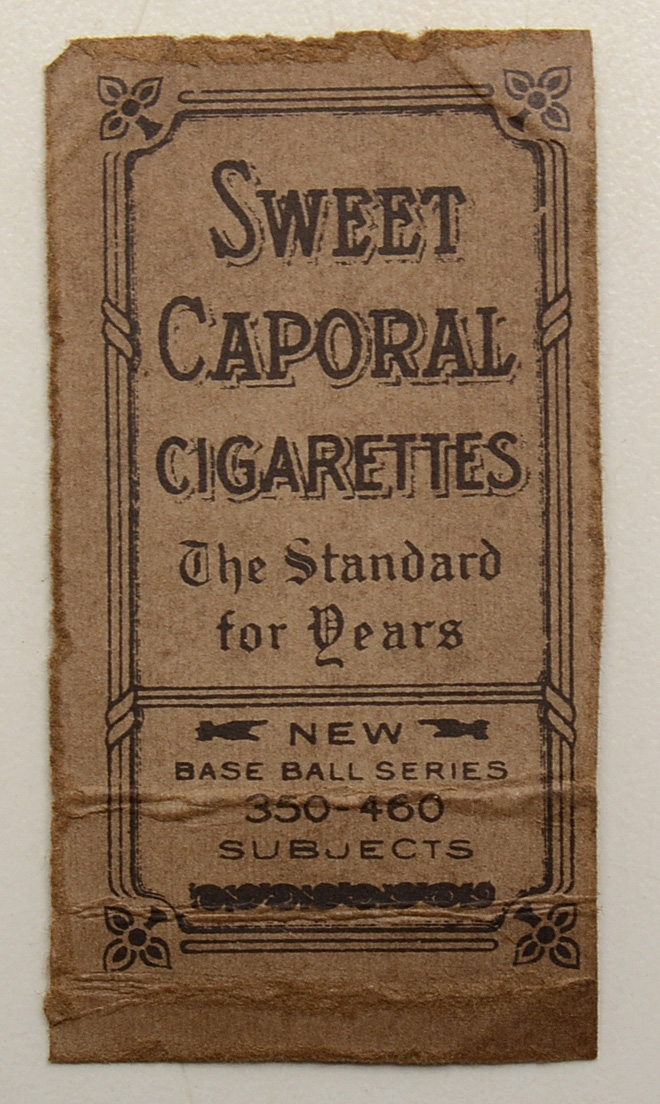 SWEET
CAPORAL
CIGARETTES
The Standard
for Years
NEW
BASE BALL SERIES
350-460
SUBJECTS